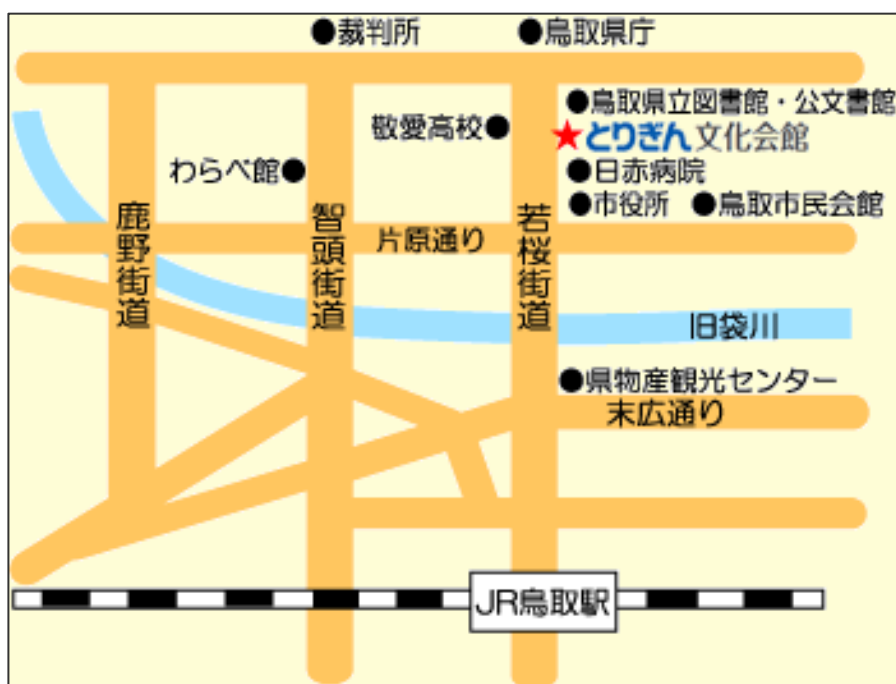 ●裁判所 ●鳥取県庁
●鳥取県立図書館・公文書館
敬愛高校●
★とりぎん文化会館
わらべ館●
●日赤病院
●市役所 ●鳥取市民会館
鹿野街道
智頭街道
若桜街道
片原通り
旧袋川
●県物産観光センター
末広通り
JR鳥取駅